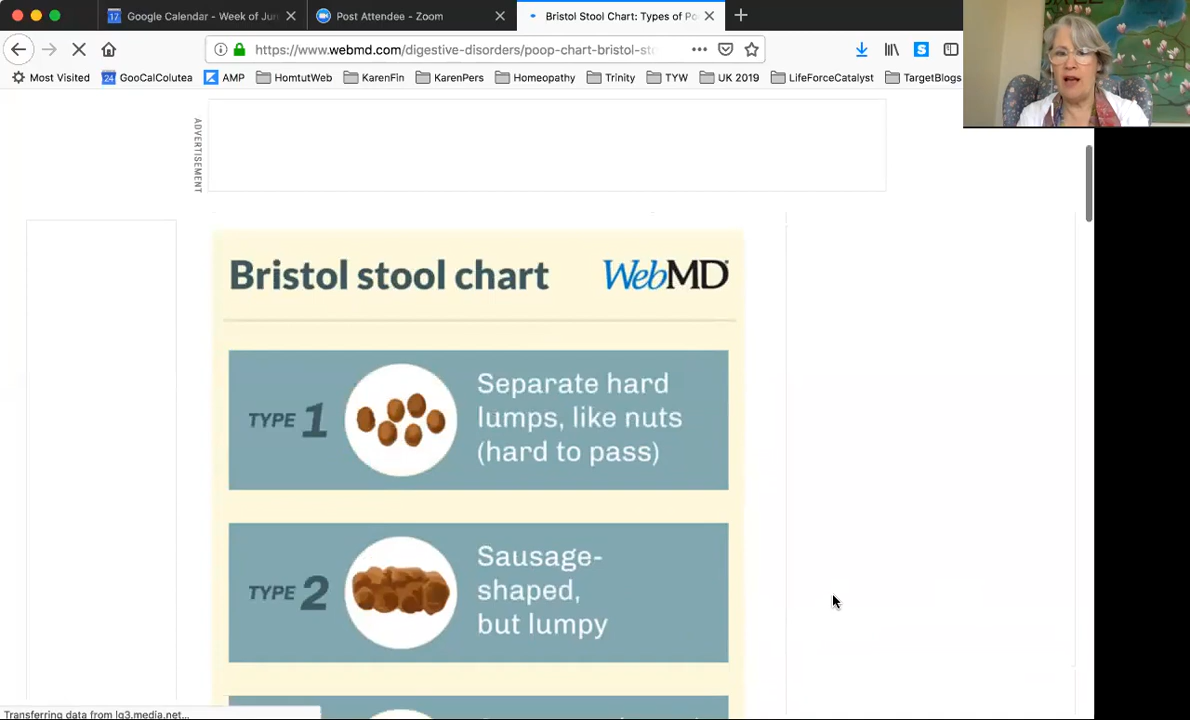 Google Calendar - Week of Jun
Post Attendee - Zoom
Bristol Stool Chart: Types of Po
https://www.webmd.com/digestive-disorders/poop-chart-bristol-st
Most Visited
GooCalColutea
AMP
HomtutWeb
KarenFin
KarenPers
Homeopathy
Trinity
TYW
UK 2019
LifeForceCatalyst
TargetBlogs
ADVERTISEMENT
Bristol stool chart
WebMD
TYPE 1
Separate hard
lumps, like nuts
(hard to pass)
TYPE 2
Sausage-
shaped,
but lumpy
Transferring data from lg3.media.net...